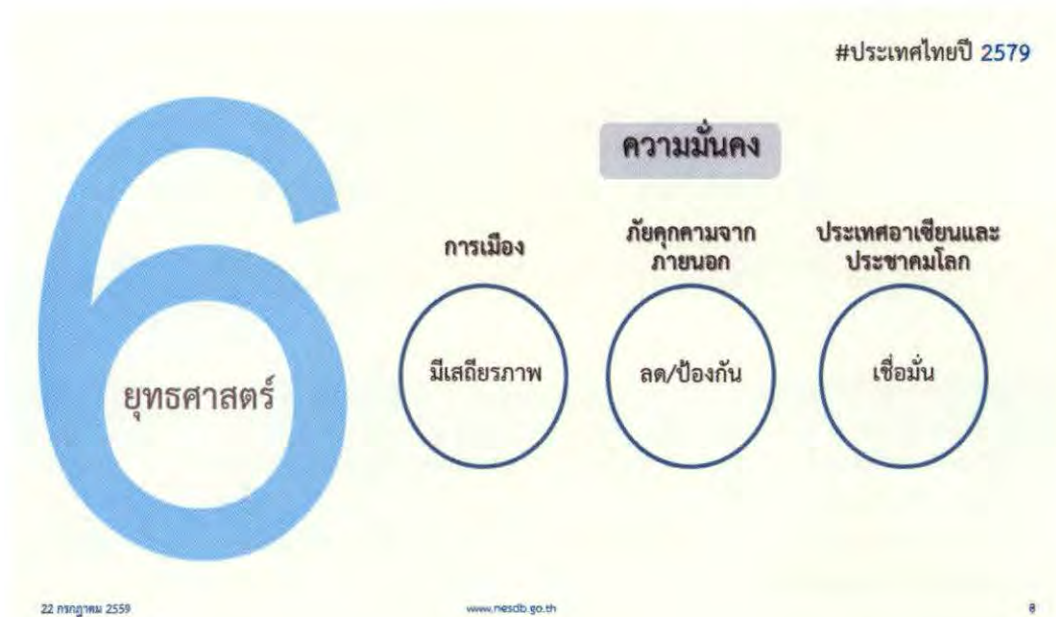 #ประเทศไทยปี 2579
6
ยุทธศาสตร์
ความมั่นคง
การเมือง
มีเสถียรภาพ
ภัยคุกคามจาก
ภายนอก
ลด/ป้องกัน
ประเทศอาเซียนและ
ประชาคมโลก
เชื่อมั่น
22 กรกฎาคม 2559
www.nesdb.go.th
8